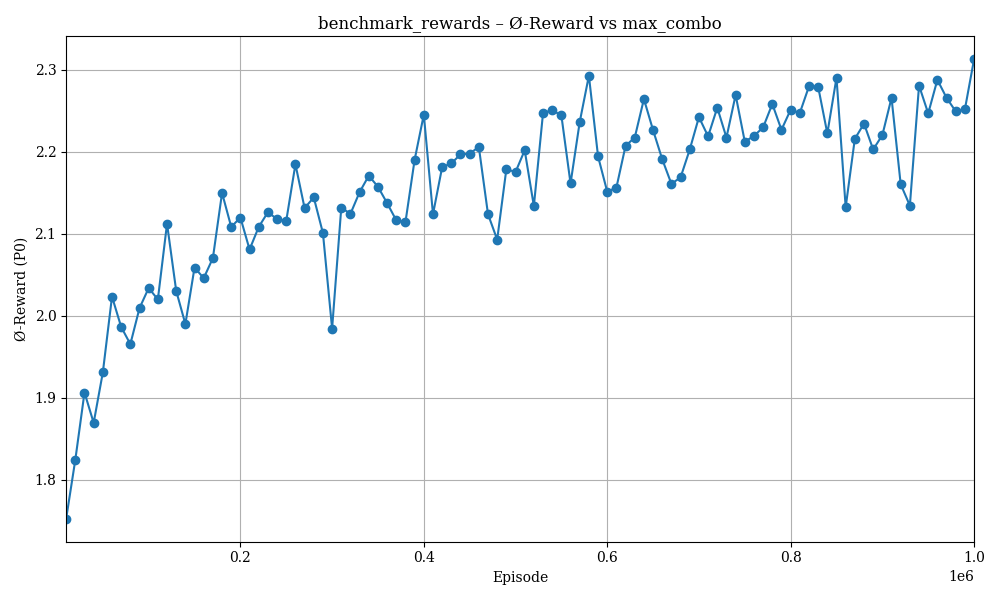 benchmark_rewards – Ø-Reward vs max_combo
Ø-Reward (P0)
2.3
2.2
2.1
2.0
1.9
1.8
0.2
0.4
0.6
0.8
1.0
1e6
Episode